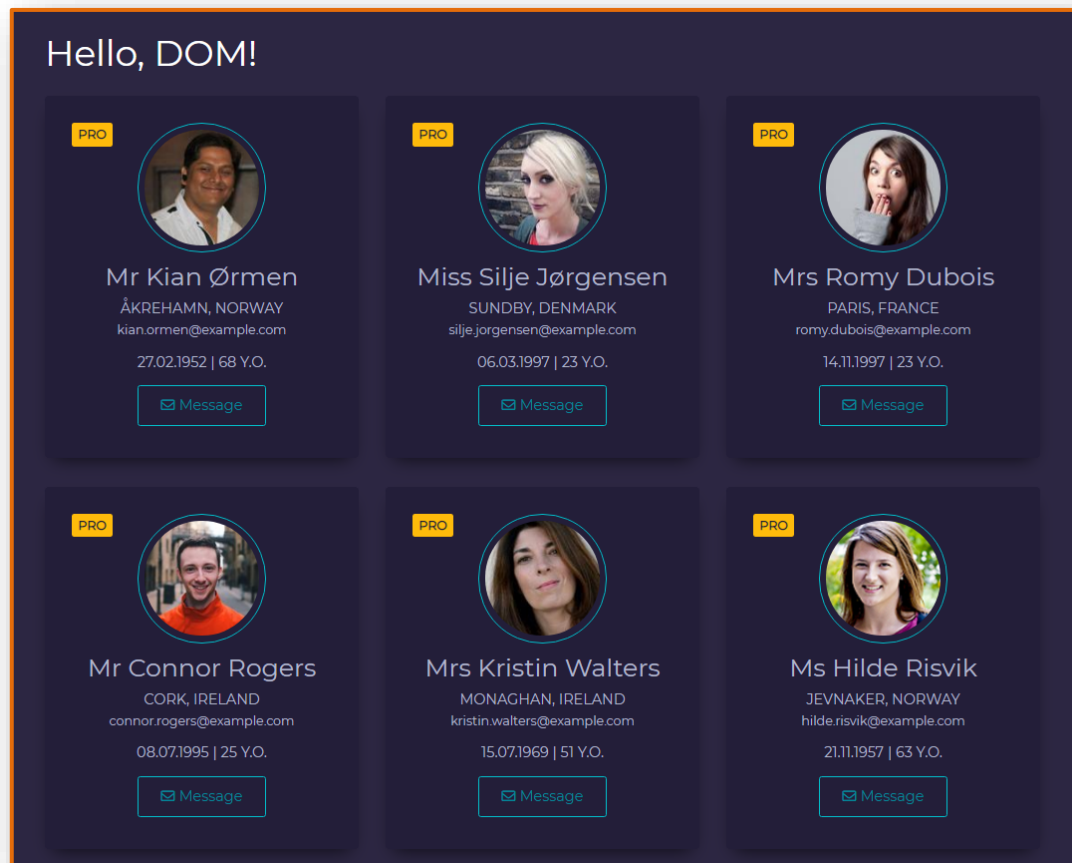 Hello, DOM!
PRO
Mr Kian Ørmen
ÅKREHAMN, NORWAY
kian.ormen@example.com
27.02.1952 | 68 Y.O.
Message
PRO
Miss Silje Jørgensen
SUNDBY, DENMARK
silje.jorgensen@example.com
06.03.1997 | 23 Y.O.
Message
PRO
Mrs Romy Dubois
PARIS, FRANCE
romy.dubois@example.com
14.11.1997 | 23 Y.O.
Message
PRO
Mr Connor Rogers
CORK, IRELAND
connor.rogers@example.com
08.07.1995 | 25 Y.O.
Message
PRO
Mrs Kristin Walters
MONAGHAN, IRELAND
kristin.walters@example.com
15.07.1969 | 51 Y.O.
Message
PRO
Ms Hilde Risvik
JEVNAKER, NORWAY
hilde.risvik@example.com
21.11.1957 | 63 Y.O.
Message